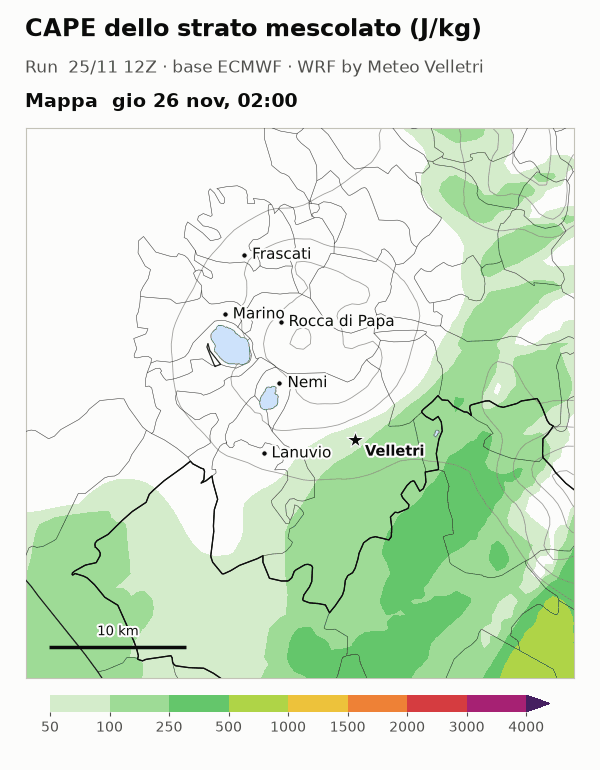 CAPE dello strato mescolato (J/kg)
Run  25/11 12Z · base ECMWF · WRF by Meteo Velletri
Mappa  gio 26 nov, 02:00
Frascati
Marino
Rocca di Papa
Nemi
Velletri
Lanuvio
10 km
50 100 250 500 1000 1500 2000 3000 4000